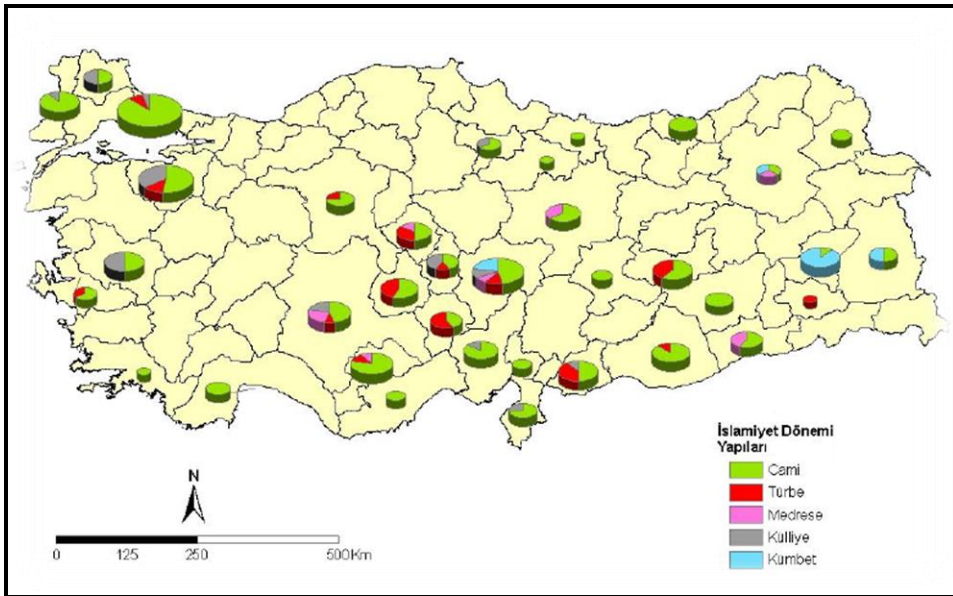 N
0 125 250 500Km
İslamiyet Dönemi
Yapıları
Cami
Türbe
Medrese
Külliye
Kümbet